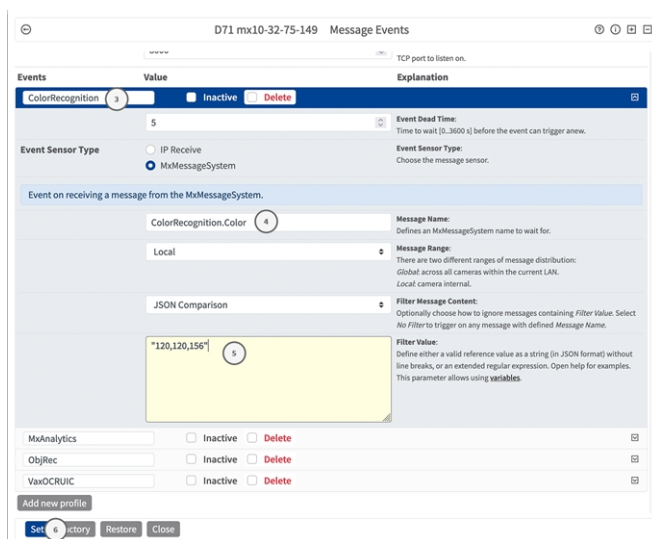 D71 mx10-32-75-149 Message Events
TCP port to listen on.
Events Value Explanation
ColorRecognition 3 Inactive Delete
5 Event Dead Time:
Time to wait [0..3600 s] before the event can trigger anew.
Event Sensor Type IP Receive Event Sensor Type:
MxMessageSystem Choose the message sensor.
Event on receiving a message from the MxMessageSystem.
ColorRecognition.Color 4 Message Name:
Defines an MxMessageSystem name to wait for.
Local Message Range:
There are two different ranges of message distribution:
Global: across all cameras within the current LAN.
Local: camera internal.
JSON Comparison Filter Message Content:
Optionally choose how to ignore messages containing Filter Value. Select
No Filter to trigger on any message with defined Message Name.
"120,120,156" 5 Filter Value:
Define either a valid reference value as a string (in JSON format) without
line breaks, or an extended regular expression. Open help for examples.
This parameter allows using variables.
MxAnalytics Inactive Delete
ObjRec Inactive Delete
VaxOCRUIC Inactive Delete
Add new profile
Set 6 ctory Restore Close